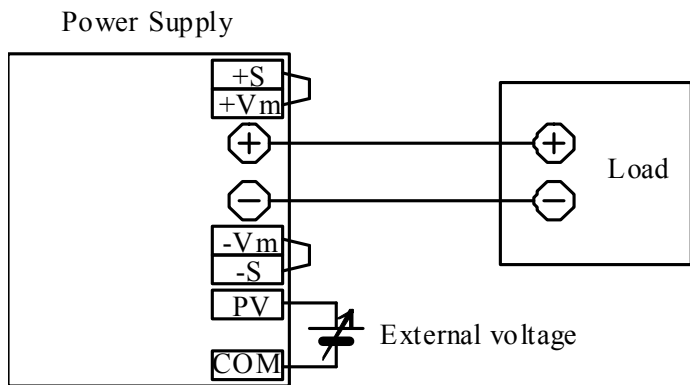 Power Supply
+S
+Vm
+
+
Load
-
-
-Vm
-S
PV
External voltage
COM